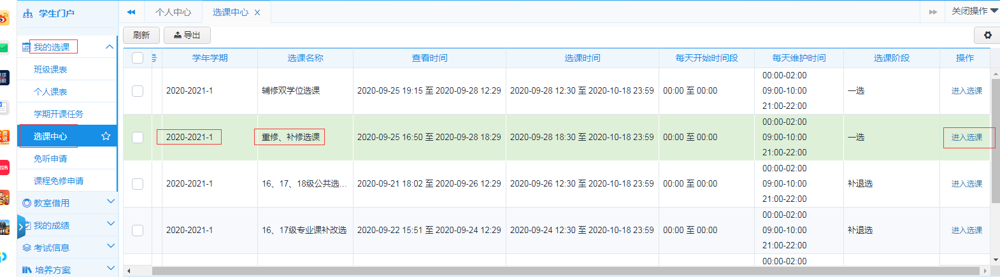 学生门户
个人中心
选课中心
关闭操作
刷新
导出
我的选课
班级课表
个人课表
学期开课任务
选课中心
免听申请
课程免修申请
教室借用
我的成绩
考试信息
培养方案
学年学期 选课名称 查看时间 选课时间 每天开始时间段 每天维护时间 选课阶段 操作
2020-2021-1 辅修双学位选课 2020-09-25 19:15 至 2020-09-28 12:29 2020-09-28 12:30 至 2020-10-18 23:59 00:00 至 00:00
00:00-02:00
09:00-10:00
21:00-22:00
一选 进入选课
2020-2021-1 重修、补修选课 2020-09-25 16:50 至 2020-09-28 18:29 2020-09-28 18:30 至 2020-10-18 23:59 00:00 至 00:00
00:00-02:00
09:00-10:00
21:00-22:00
一选 进入选课
2020-2021-1 16、17、18级公共选... 2020-09-21 18:02 至 2020-09-26 12:29 2020-09-26 12:30 至 2020-10-18 23:59 00:00 至 00:00
00:00-02:00
09:00-10:00
21:00-22:00
补退选 进入选课
2020-2021-1 16、17级专业课补改选 2020-09-22 15:51 至 2020-09-24 12:29 2020-09-24 12:30 至 2020-10-18 23:59 00:00 至 00:00
00:00-02:00
09:00-10:00
21:00-22:00
补退选 进入选课
00:00-02:00